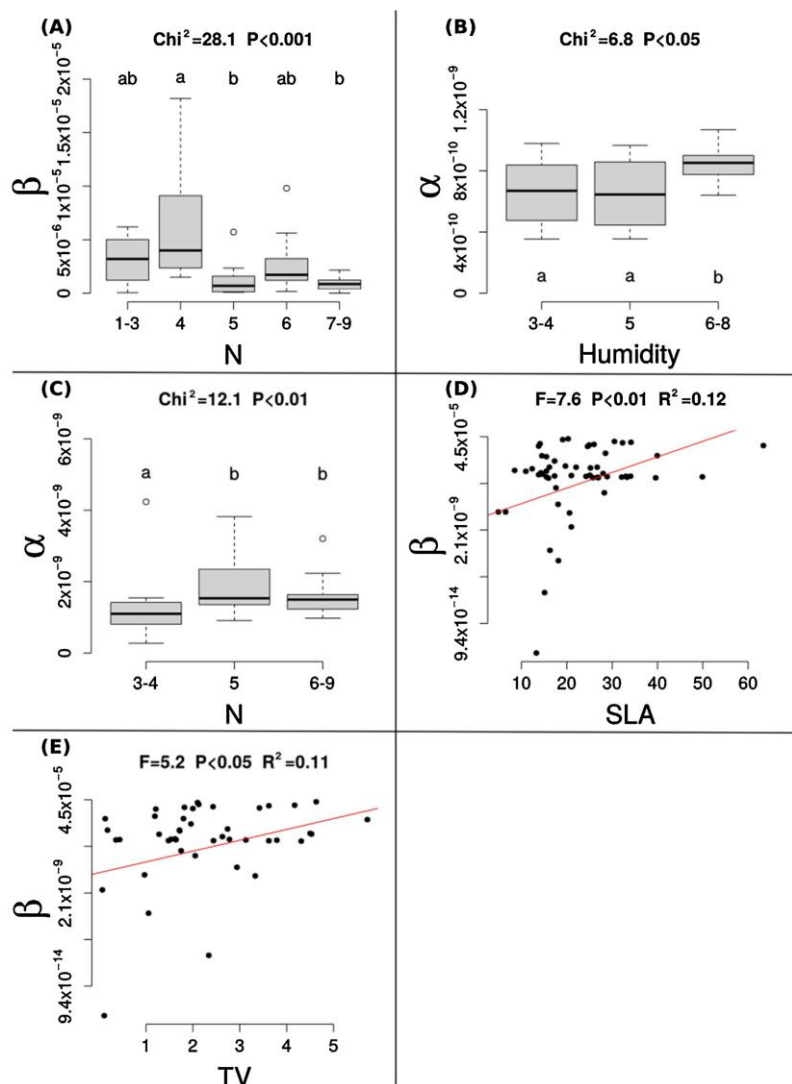 (A)
Chi²=28.1 P<0.001
ab a b ab b
β
0 5x10⁻⁶ 1x10⁻⁵ 1.5x10⁻⁵ 2x10⁻⁵
1-3 4 5 6 7-9
N
(B)
Chi²=6.8 P<0.05
α
0 4x10⁻¹⁰ 8x10⁻¹⁰ 1.2x10⁻⁹
a a b
3-4 5 6-8
Humidity
(C)
Chi²=12.1 P<0.01
a b b
α
0 2x10⁻⁹ 4x10⁻⁹ 6x10⁻⁹
3-4 5 6-9
N
(D)
F=7.6 P<0.01 R²=0.12
β
9.4x10⁻¹⁴ 2.1x10⁻⁹ 4.5x10⁻⁵
10 20 30 40 50 60
SLA
(E)
F=5.2 P<0.05 R²=0.11
β
9.4x10⁻¹⁴ 2.1x10⁻⁹ 4.5x10⁻⁵
1 2 3 4 5
TV